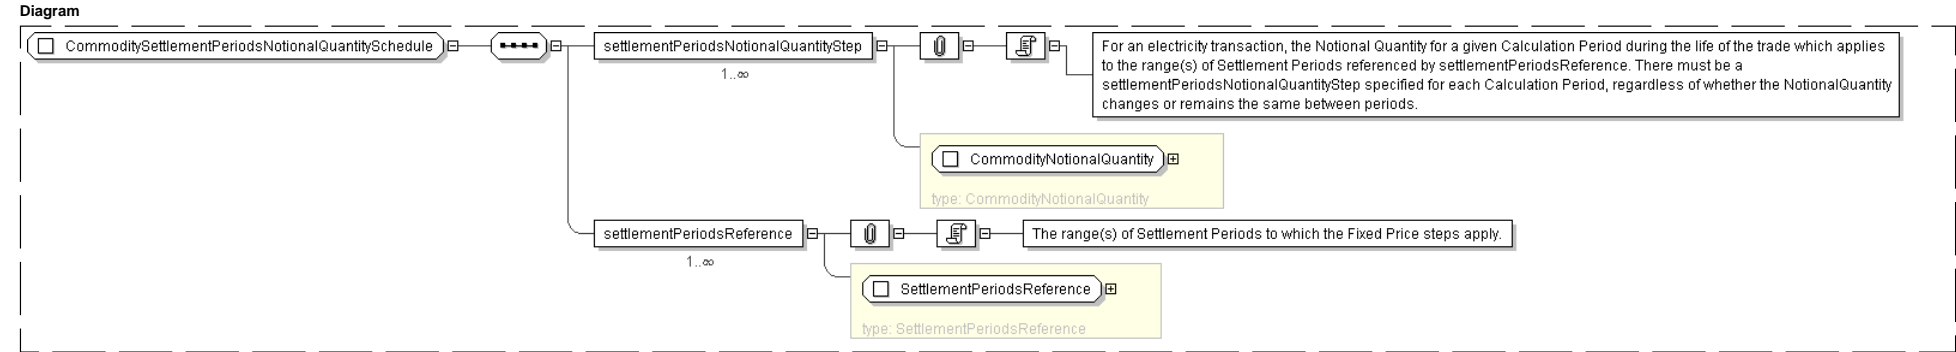 Diagram
CommoditySettlementPeriodsNotionalQuantitySchedule
settlementPeriodsNotionalQuantityStep
1..∞
For an electricity transaction, the Notional Quantity for a given Calculation Period during the life of the trade which applies
to the range(s) of Settlement Periods referenced by settlementPeriodsReference. There must be a
settlementPeriodsNotionalQuantityStep specified for each Calculation Period, regardless of whether the NotionalQuantity
changes or remains the same between periods.
CommodityNotionalQuantity
type: CommodityNotionalQuantity
settlementPeriodsReference
1..∞
The range(s) of Settlement Periods to which the Fixed Price steps apply.
SettlementPeriodsReference
type: SettlementPeriodsReference